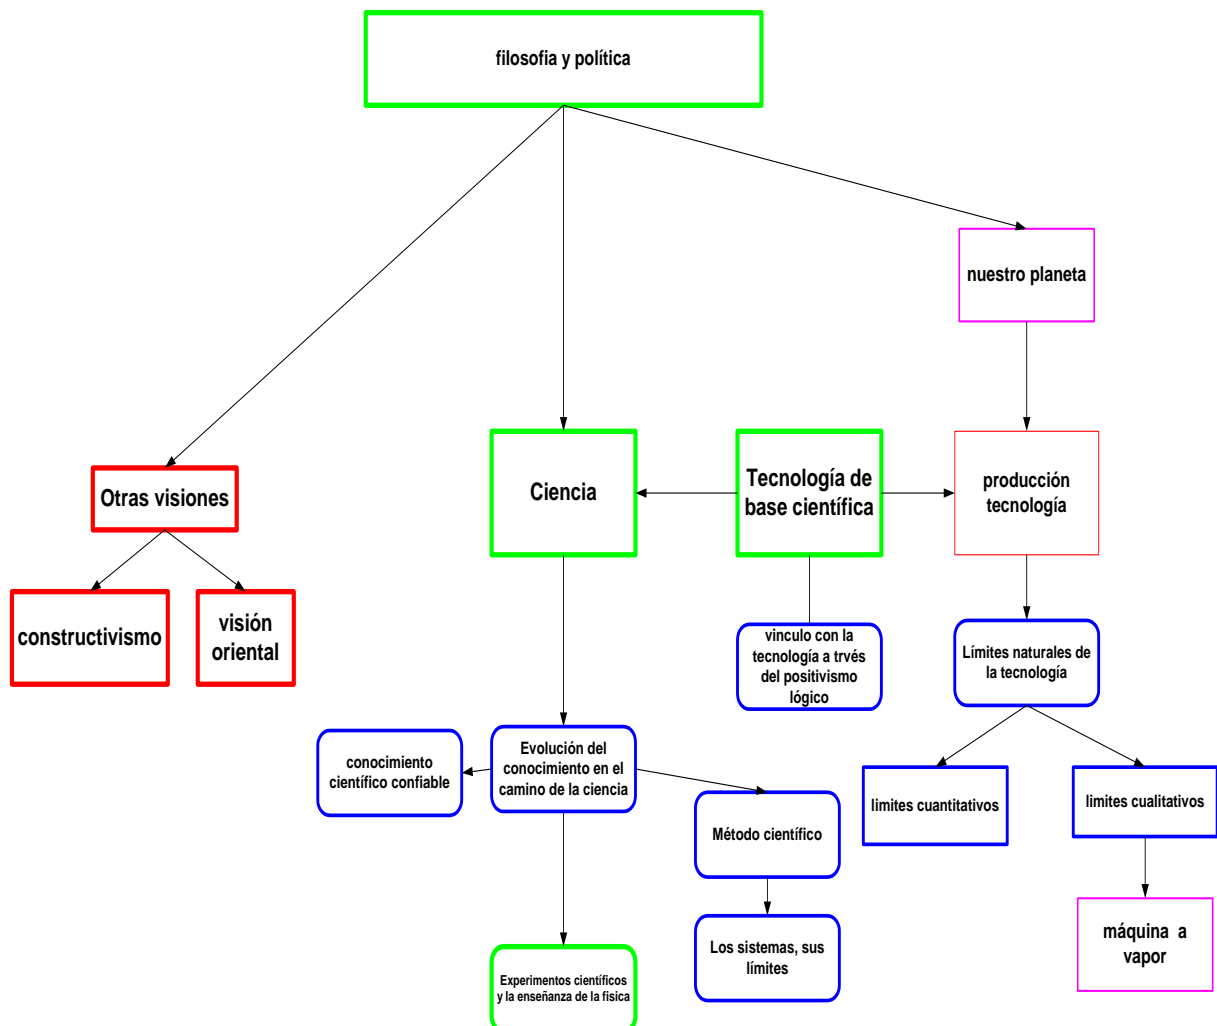 filosofia y política
nuestro planeta
Otras visiones
Ciencia
Tecnología de
base científica
producción
tecnología
constructivismo
visión
oriental
vinculo con la
tecnología a trvés
del positivismo
lógico
Límites naturales de
la tecnología
conocimiento
científico confiable
Evolución del
conocimiento en el
camino de la ciencia
Método científico
limites cuantitativos
limites cualitativos
Los sistemas, sus
límites
máquina a
vapor
Experimentos científicos
y la enseñanza de la fisica